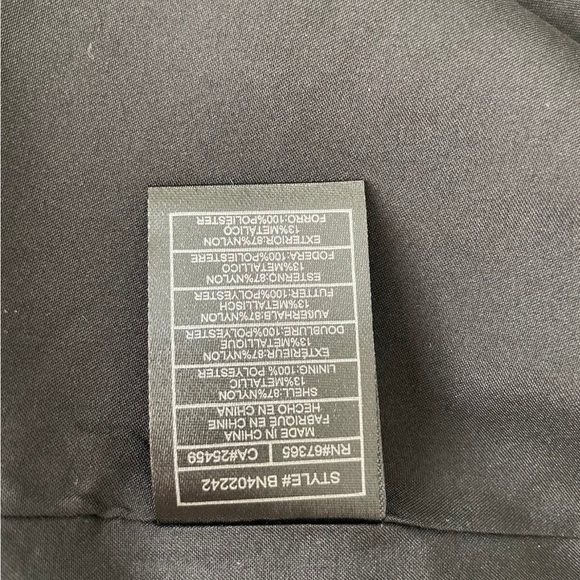 STYLE# BN402242
RN#67365 CA#25459
MADE IN CHINA
FABRIQUE EN CHINE
HECHO EN CHINA
SHELL:87%NYLON
13%METALLIC
LINING:100% POLYESTER
EXTÉRIEUR:87%NYLON
13%METALLIQUE
DOUBLURE:100%POLYESTER
AUẞERHALB:87%NYLON
13%METALLISCH
FUTTER:100%POLYESTER
ESTERNO:87%NYLON
13%METALLICO
FODERA:100%POLIESTERE
EXTERIOR:87%NYLON
13%METALICO
FORRO:100%POLIESTER